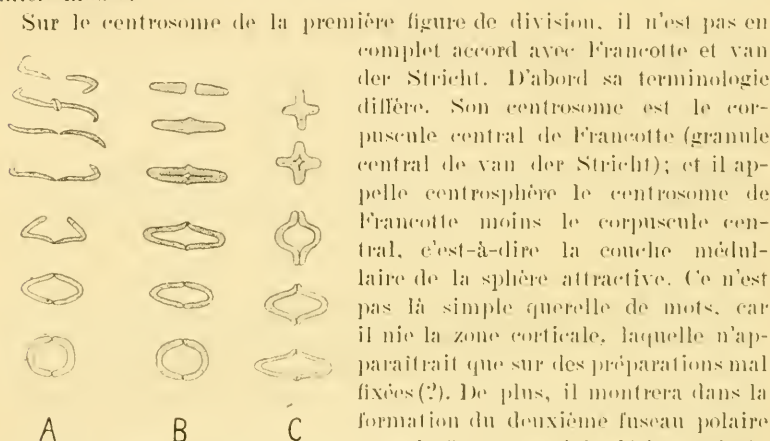 Sur le centrosome de la première figure de division, il n'est pas en
complet accord avec Francotte et van
der Stricht. D'abord sa terminologie
diffère. Son centrosome est le cor-
puscule central de Francotte (granule
central de van der Stricht); et il ap-
pelle centrosphère le centrosome de
Francotte moins le corpuscule cen-
tral, c'est-à-dire la couche médul-
laire de la sphère attractive. Ce n'est
pas là simple querelle de mots, car
il nie la zone corticale, laquelle n'ap-
paraîtrait que sur des préparations mal
fixées (?). De plus, il montrera dans la
formation du deuxième fuseau polaire
A B C